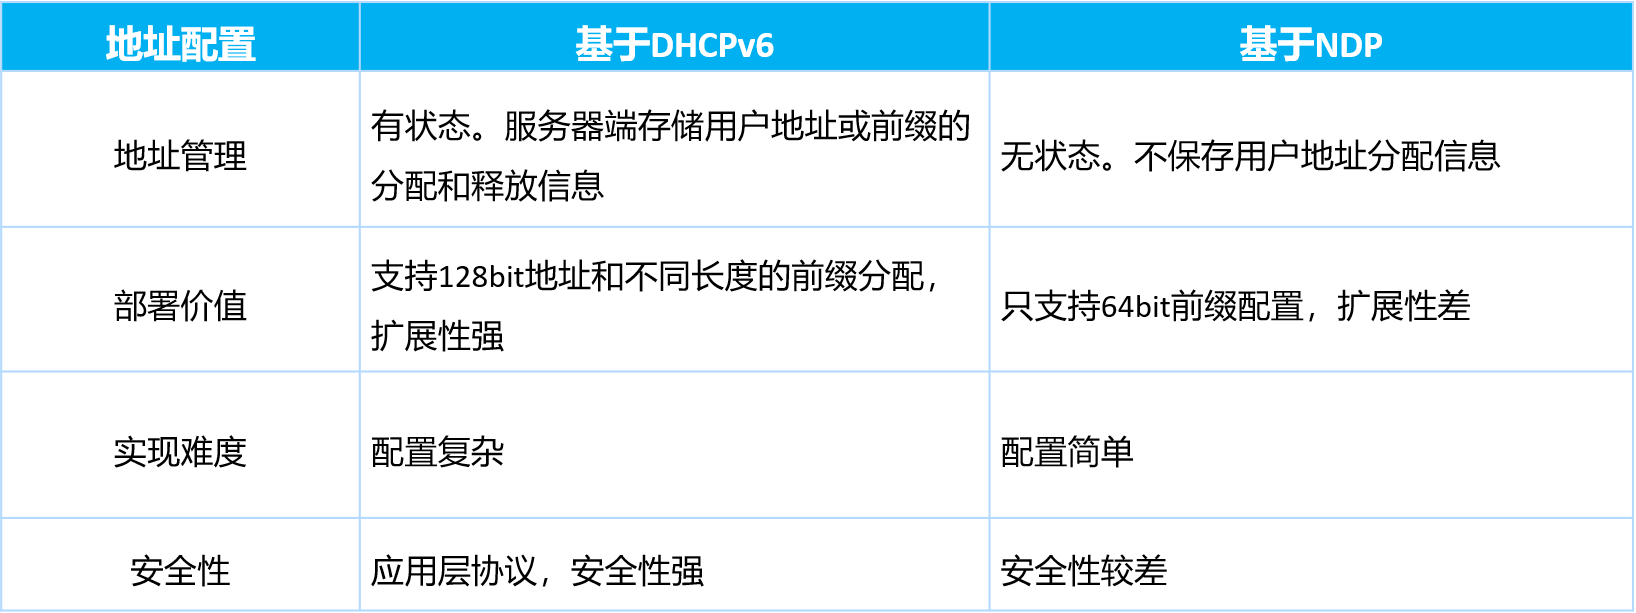 地址配置
基于DHCPv6
基于NDP
地址管理
有状态。服务器端存储用户地址或前缀的
分配和释放信息
无状态。不保存用户地址分配信息
部署价值
支持128bit地址和不同长度的前缀分配，
扩展性强
只支持64bit前缀配置，扩展性差
实现难度
配置复杂
配置简单
安全性
应用层协议，安全性强
安全性较差